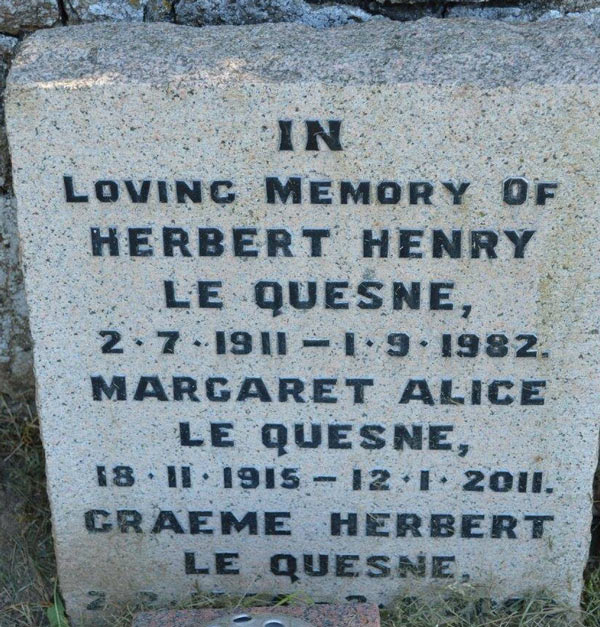 IN
LOVING MEMORY OF
HERBERT HENRY
LE QUESNE,
2·7·1911 – 1·9·1982.
MARGARET ALICE
LE QUESNE,
18·11·1915 – 12·1·2011.
GRAEME HERBERT
LE QUESNE,